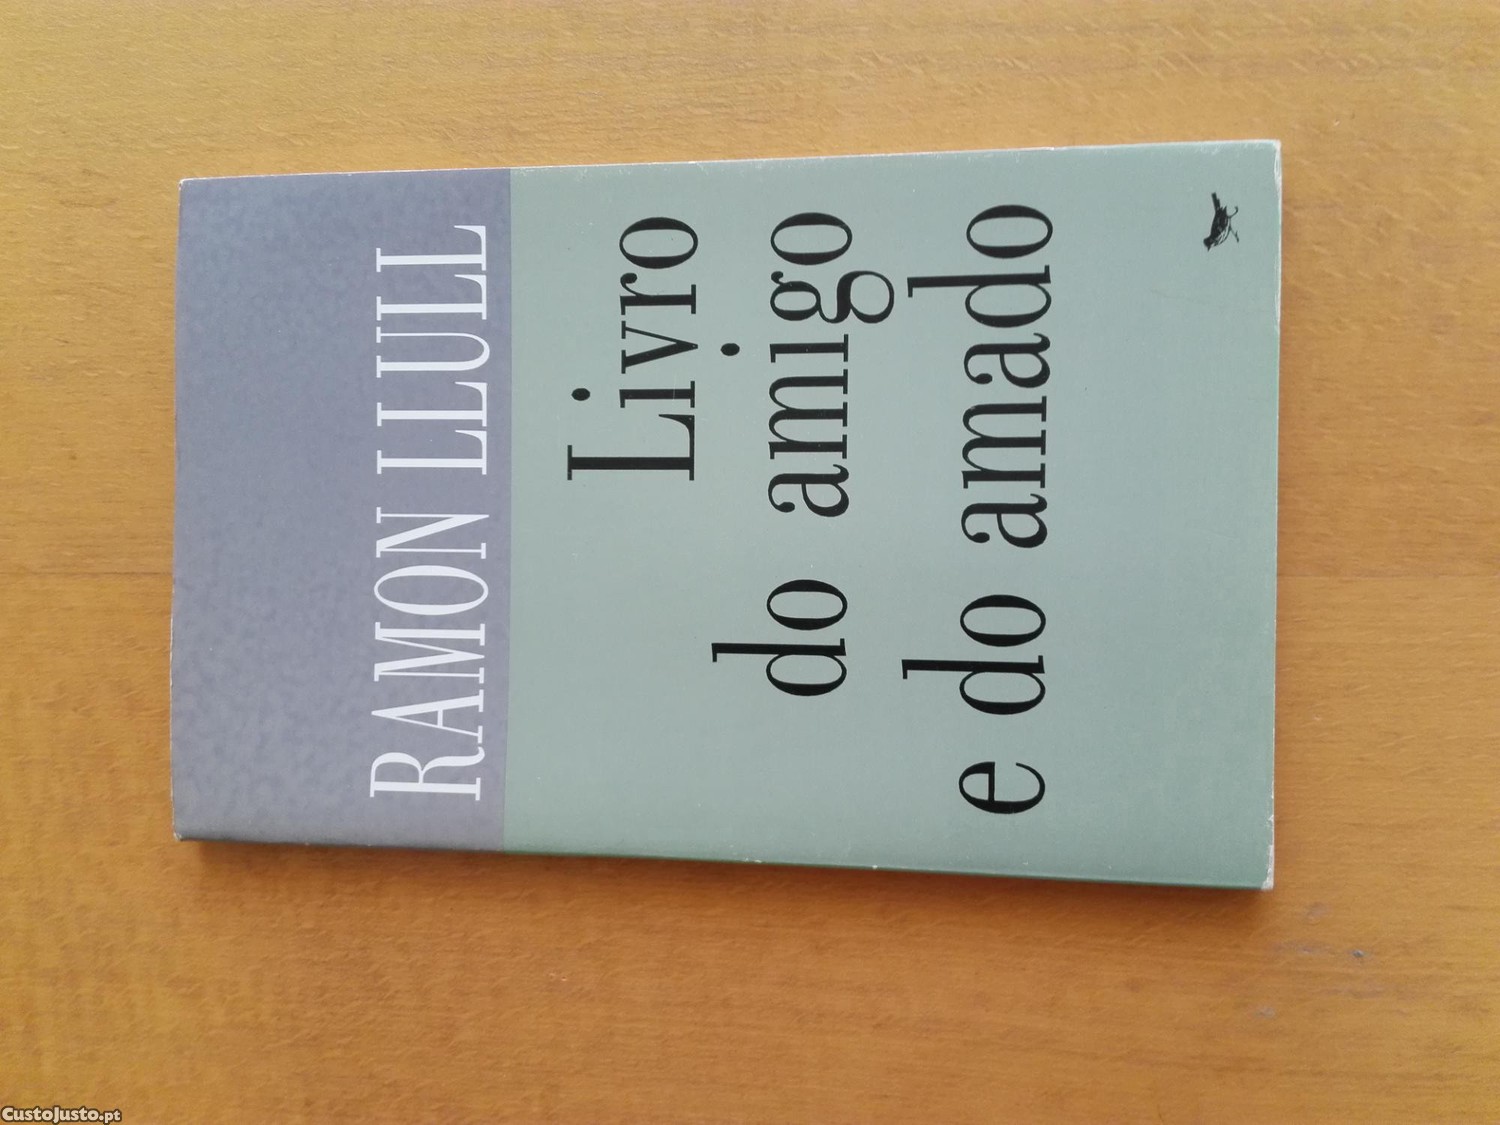 RAMON LLULL
Livro
do amigo
e do amado
CustoJusto.pt